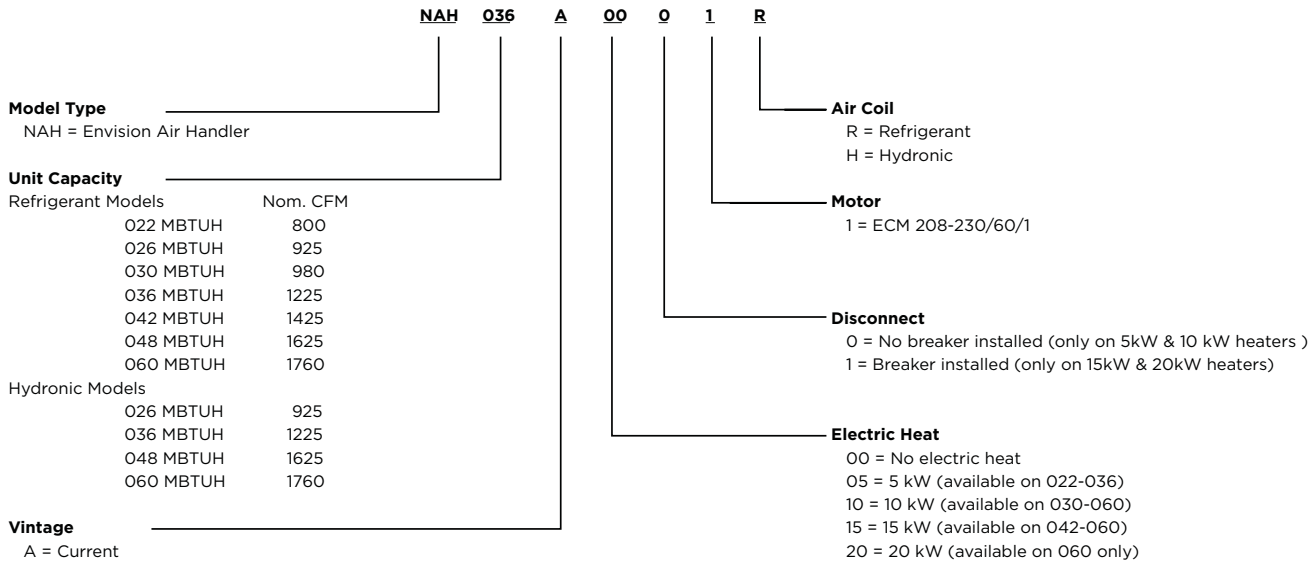 NAH 036 A 00 0 1 R
Model Type
NAH = Envision Air Handler
Unit Capacity
Refrigerant Models Nom. CFM
022 MBTUH 800
026 MBTUH 925
030 MBTUH 980
036 MBTUH 1225
042 MBTUH 1425
048 MBTUH 1625
060 MBTUH 1760
Hydronic Models
026 MBTUH 925
036 MBTUH 1225
048 MBTUH 1625
060 MBTUH 1760
Vintage
A = Current
Air Coil
R = Refrigerant
H = Hydronic
Motor
1 = ECM 208-230/60/1
Disconnect
0 = No breaker installed (only on 5kW & 10 kW heaters )
1 = Breaker installed (only on 15kW & 20kW heaters)
Electric Heat
00 = No electric heat
05 = 5 kW (available on 022-036)
10 = 10 kW (available on 030-060)
15 = 15 kW (available on 042-060)
20 = 20 kW (available on 060 only)